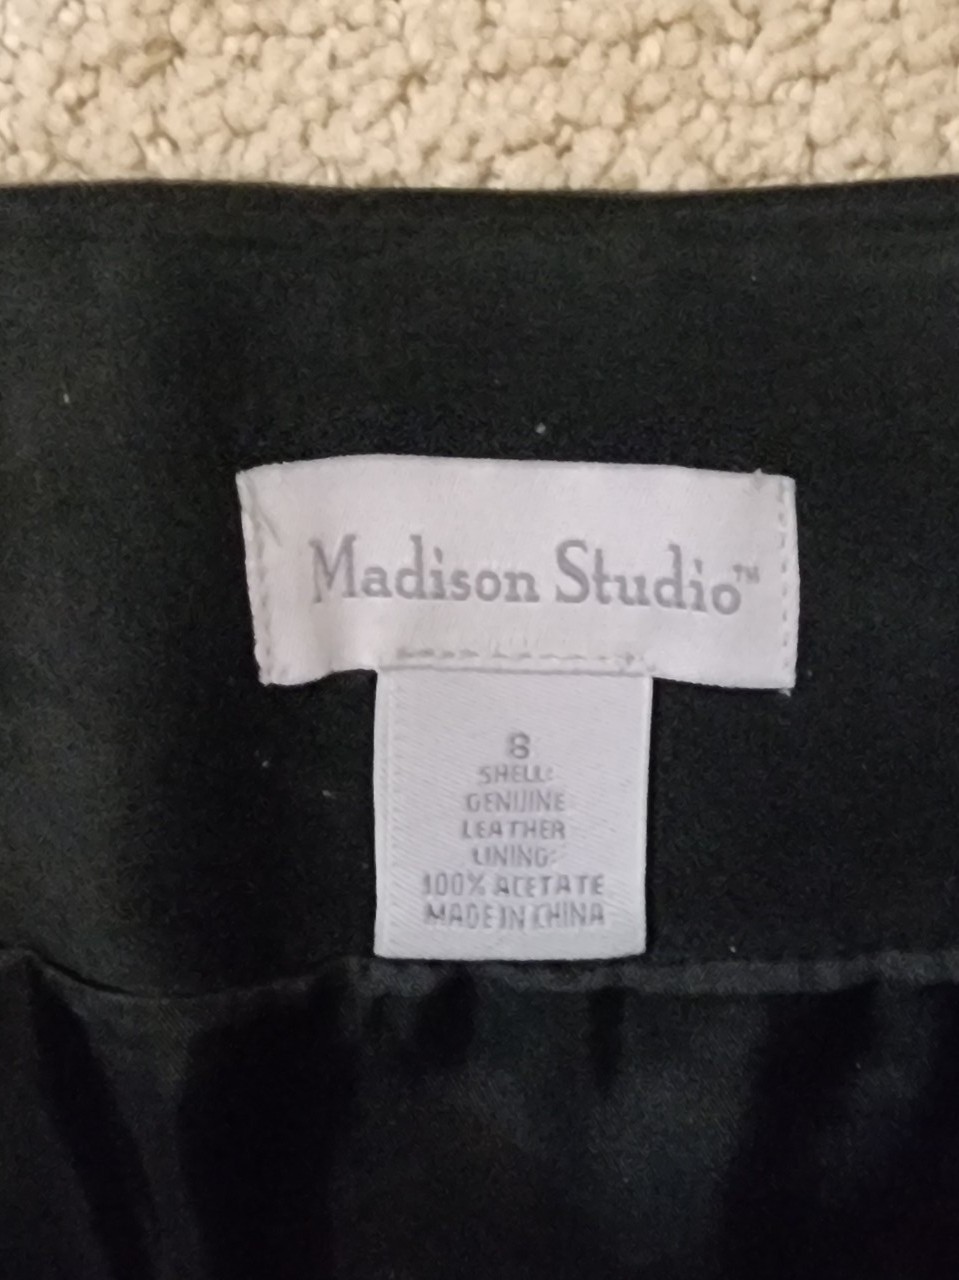 Madison Studio™
8
SHELL:
GENUINE
LEATHER
LINING:
100% ACETATE
MADE IN CHINA